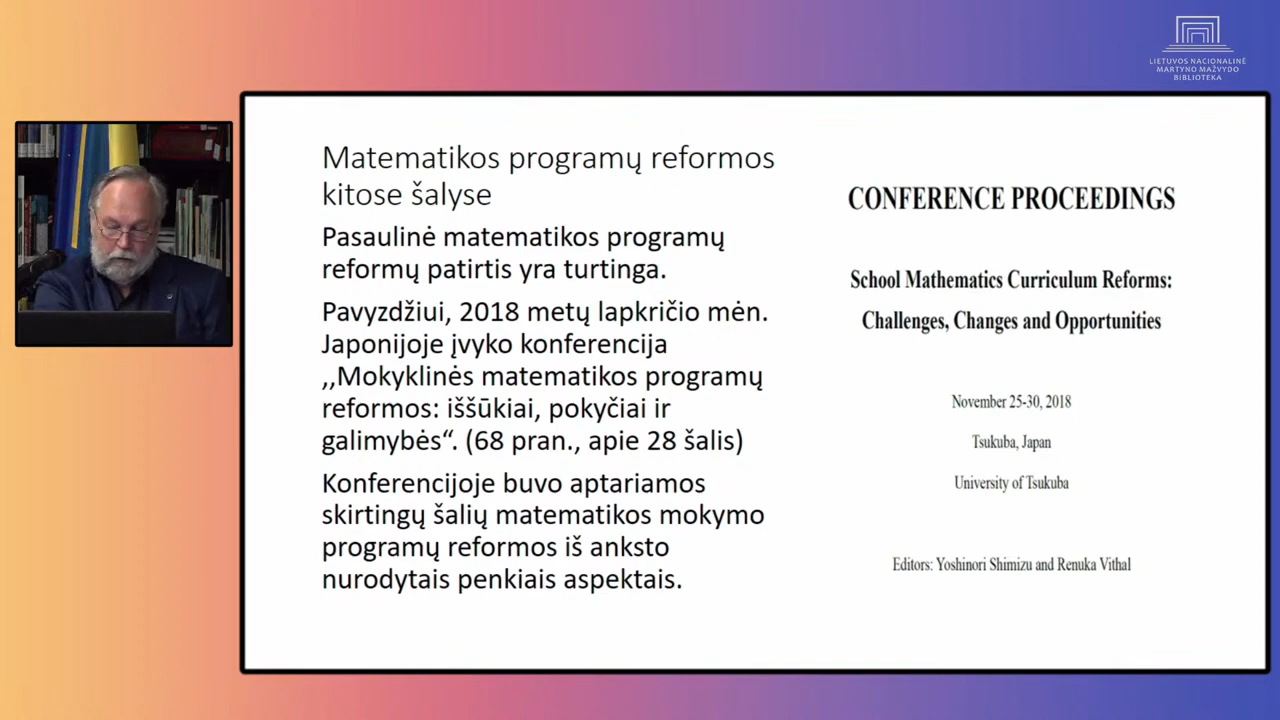 LIETUVOS NACIONALINĖ
MARTYNO MAŽVYDO
BIBLIOTEKA
Matematikos programų reformos
kitose šalyse
Pasaulinė matematikos programų
reformų patirtis yra turtinga.
Pavyzdžiui, 2018 metų lapkričio mėn.
Japonijoje įvyko konferencija
,,Mokyklinės matematikos programų
reformos: iššūkiai, pokyčiai ir
galimybės“. (68 pran., apie 28 šalis)
Konferencijoje buvo aptariamos
skirtingų šalių matematikos mokymo
programų reformos iš anksto
nurodytais penkiais aspektais.
CONFERENCE PROCEEDINGS
School Mathematics Curriculum Reforms:
Challenges, Changes and Opportunities
November 25-30, 2018
Tsukuba, Japan
University of Tsukuba
Editors: Yoshinori Shimizu and Renuka Vithal